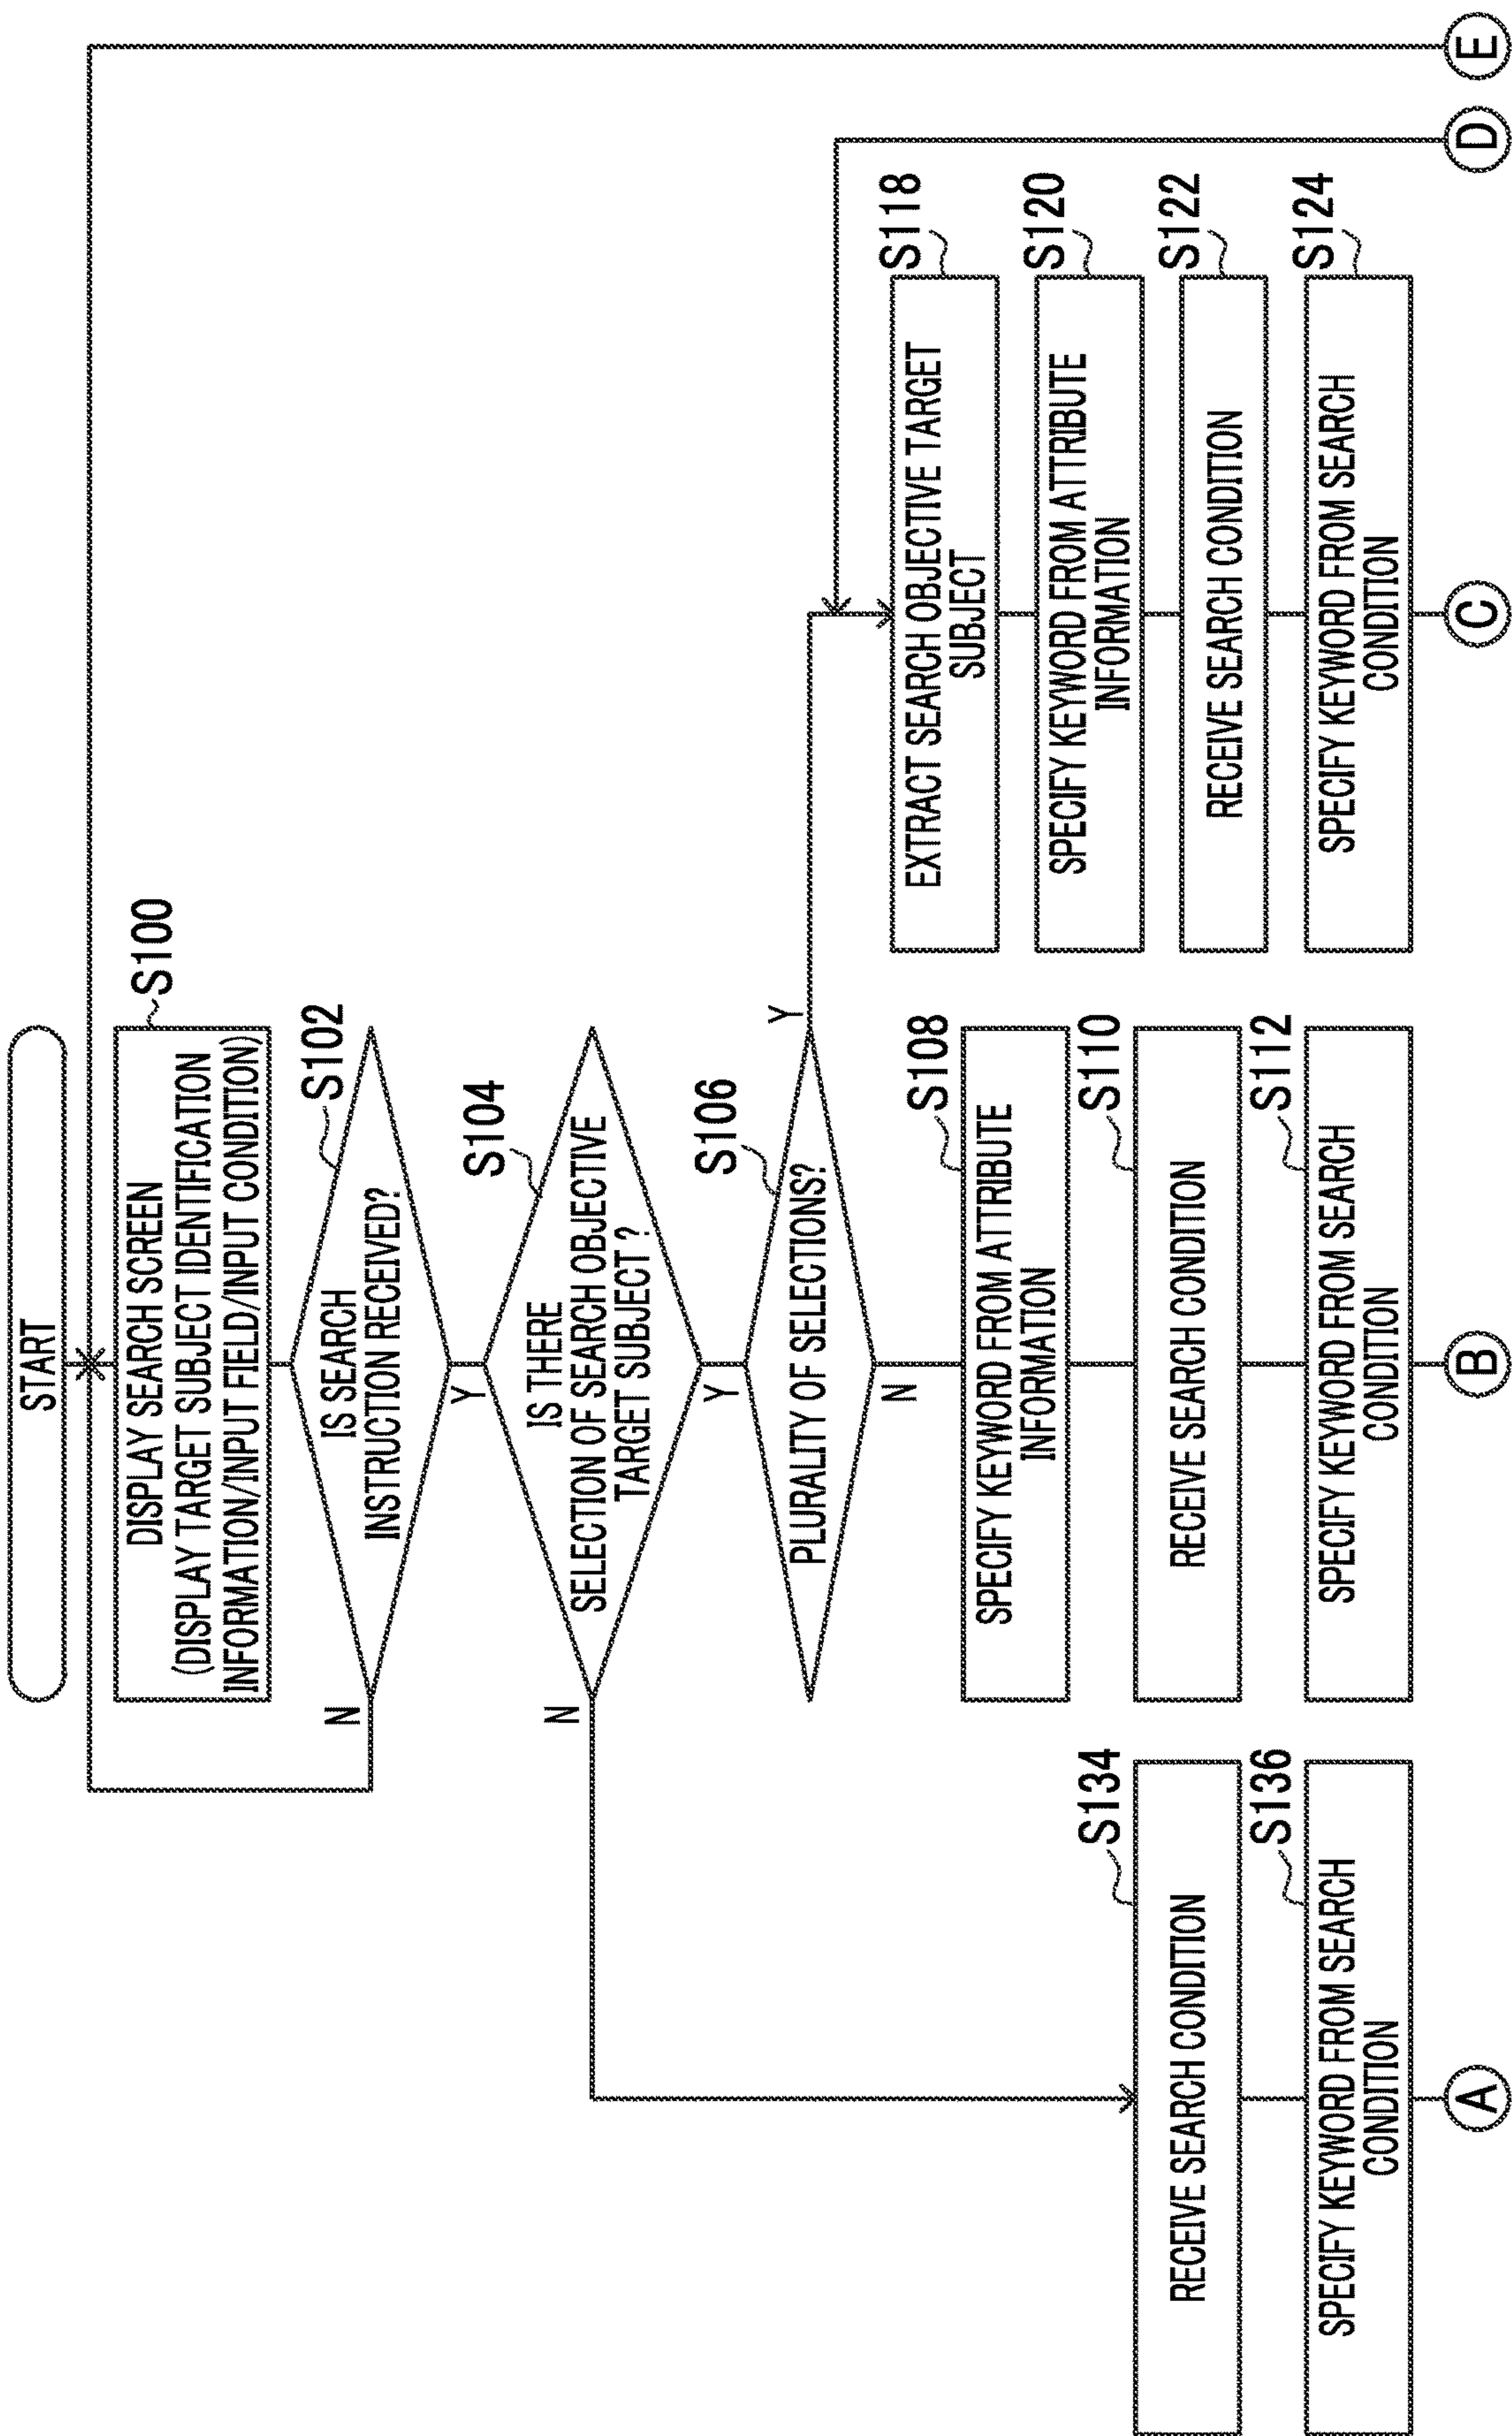 START
S100
DISPLAY SEARCH SCREEN
(DISPLAY TARGET SUBJECT IDENTIFICATION
INFORMATION/INPUT FIELD/INPUT CONDITION)
S102
IS SEARCH
INSTRUCTION RECEIVED?
N
Y
S104
IS THERE
SELECTION OF SEARCH OBJECTIVE
TARGET SUBJECT ?
N
Y
S106
PLURALITY OF SELECTIONS?
Y
N
S134
RECEIVE SEARCH CONDITION
S136
SPECIFY KEYWORD FROM SEARCH
CONDITION
A
S108
SPECIFY KEYWORD FROM ATTRIBUTE
INFORMATION
S110
RECEIVE SEARCH CONDITION
S112
SPECIFY KEYWORD FROM SEARCH
CONDITION
B
S118
EXTRACT SEARCH OBJECTIVE TARGET
SUBJECT
S120
SPECIFY KEYWORD FROM ATTRIBUTE
INFORMATION
S122
RECEIVE SEARCH CONDITION
S124
SPECIFY KEYWORD FROM SEARCH
CONDITION
C
D
E